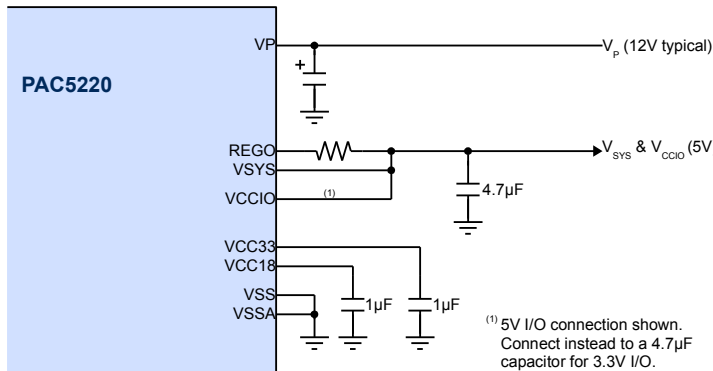 VP
V_P (12V typical)
+
PAC5220
REGO
V_SYS & V_CCIO (5V
VSYS
4.7µF
VCCIO
(1)
VCC33
VCC18
VSS
1µF
1µF
VSSA
(1) 5V I/O connection shown.
Connect instead to a 4.7µF
capacitor for 3.3V I/O.